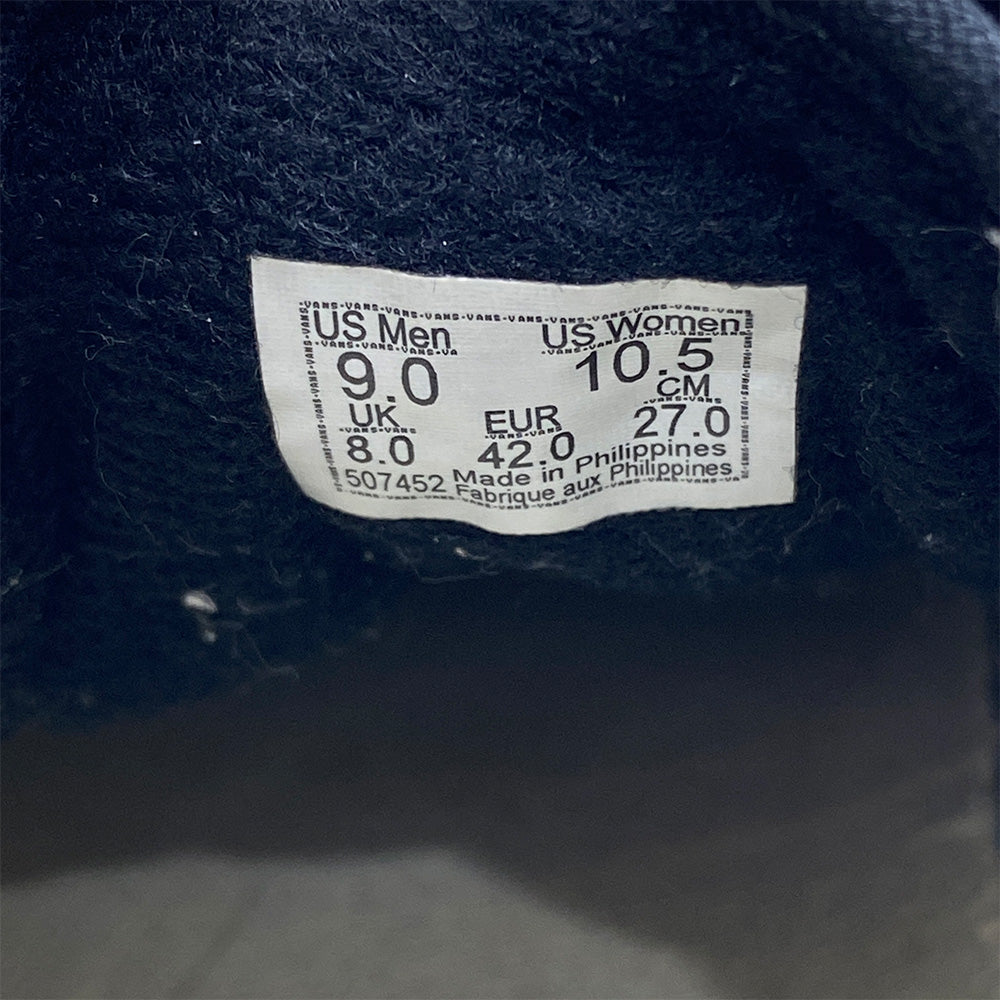 US Men US Women
9.0 10.5
UK EUR CM
8.0 42.0 27.0
507452 Made in Philippines
Fabrique aux Philippines